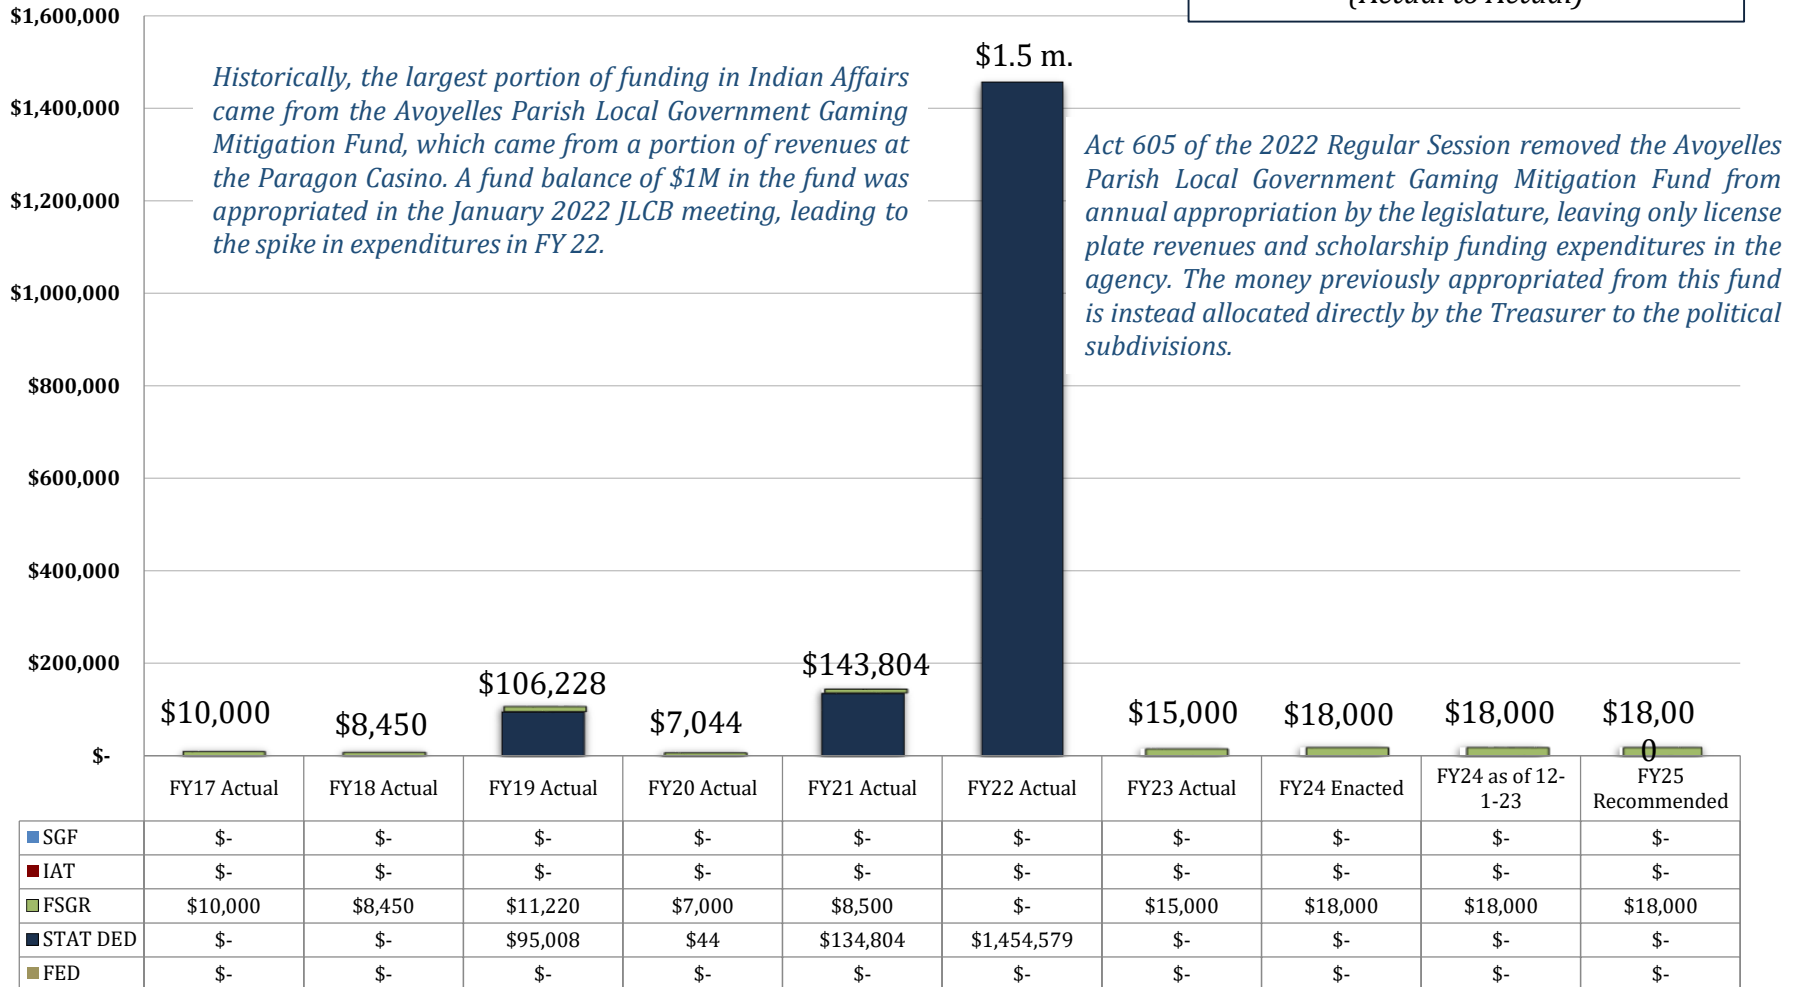 (Actual to Actual)
$1,600,000
$1,400,000
$1,200,000
$1,000,000
$800,000
$600,000
$400,000
$200,000
$-
Historically, the largest portion of funding in Indian Affairs
came from the Avoyelles Parish Local Government Gaming
Mitigation Fund, which came from a portion of revenues at
the Paragon Casino. A fund balance of $1M in the fund was
appropriated in the January 2022 JLCB meeting, leading to
the spike in expenditures in FY 22.
$1.5 m.
Act 605 of the 2022 Regular Session removed the Avoyelles
Parish Local Government Gaming Mitigation Fund from
annual appropriation by the legislature, leaving only license
plate revenues and scholarship funding expenditures in the
agency. The money previously appropriated from this fund
is instead allocated directly by the Treasurer to the political
subdivisions.
$10,000
$8,450
$106,228
$7,044
$143,804
$15,000
$18,000
$18,000
$18,00
0
FY17 Actual FY18 Actual FY19 Actual FY20 Actual FY21 Actual FY22 Actual FY23 Actual FY24 Enacted FY24 as of 12- FY25
1-23 Recommended
SGF $- $- $- $- $- $- $- $- $- $-
IAT $- $- $- $- $- $- $- $- $- $-
FSGR $10,000 $8,450 $11,220 $7,000 $8,500 $- $15,000 $18,000 $18,000 $18,000
STAT DED $- $- $95,008 $44 $134,804 $1,454,579 $- $- $- $-
FED $- $- $- $- $- $- $- $- $- $-